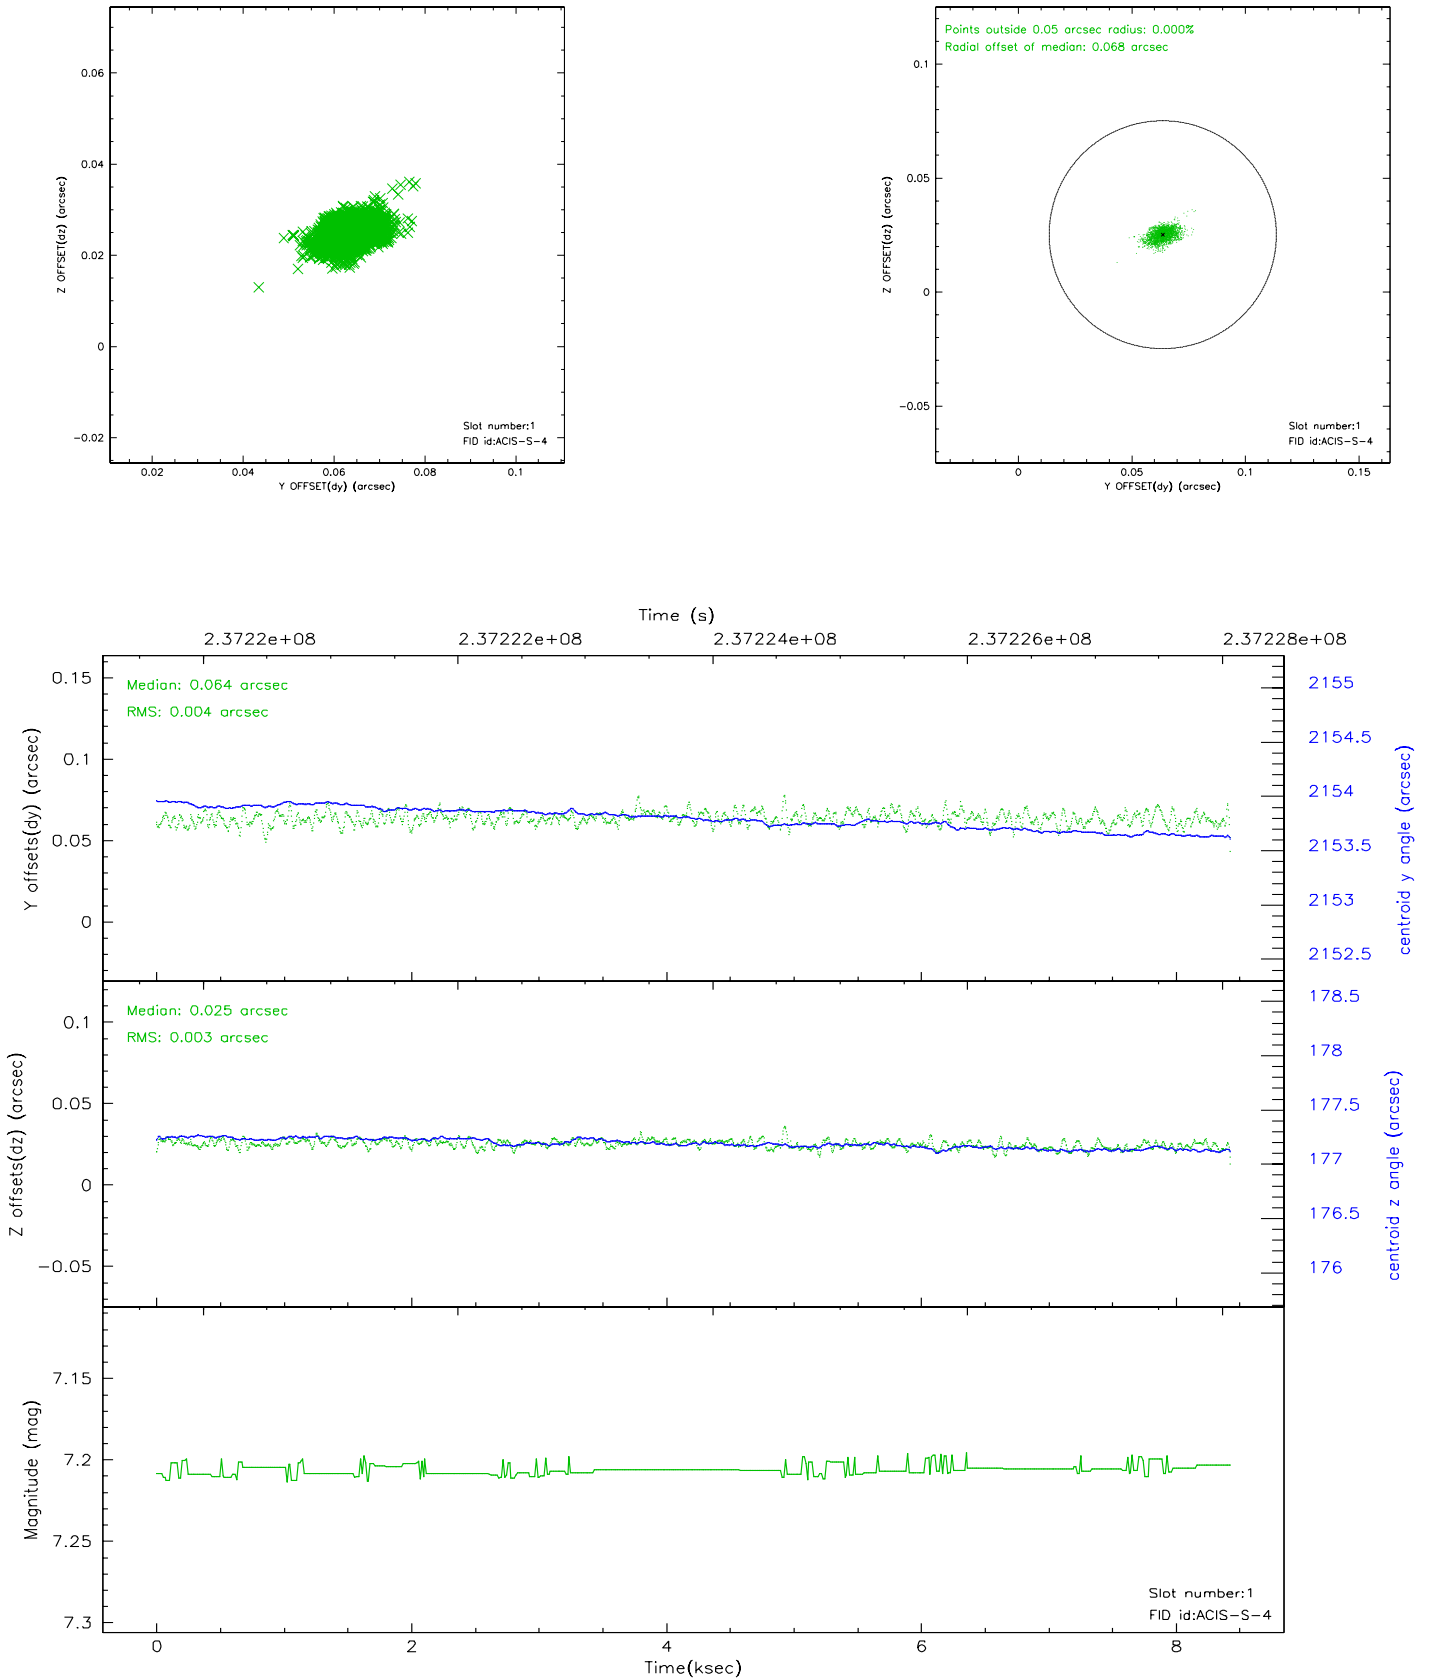 0.06
0.04
0.02
0
−0.02
Z OFFSET(dz) (arcsec)
Slot number:1
FID id:ACIS−S−4
0.02 0.04 0.06 0.08 0.1
Y OFFSET(dy) (arcsec)
Points outside 0.05 arcsec radius: 0.000%
Radial offset of median: 0.068 arcsec
0.1
0.05
0
−0.05
Z OFFSET(dz) (arcsec)
Slot number:1
FID id:ACIS−S−4
0 0.05 0.1 0.15
Y OFFSET(dy) (arcsec)
Time (s)
2.3722e+08 2.37222e+08 2.37224e+08 2.37226e+08 2.37228e+08
Median: 0.064 arcsec
RMS: 0.004 arcsec
0.15
0.1
0.05
0
Y offsets(dy) (arcsec)
2155
2154.5
2154
2153.5
2153
2152.5
centroid y angle (arcsec)
Median: 0.025 arcsec
RMS: 0.003 arcsec
0.1
0.05
0
−0.05
Z offsets(dz) (arcsec)
178.5
178
177.5
177
176.5
176
centroid z angle (arcsec)
7.15
7.2
7.25
7.3
Magnitude (mag)
Slot number:1
FID id:ACIS−S−4
0 2 4 6 8
Time(ksec)